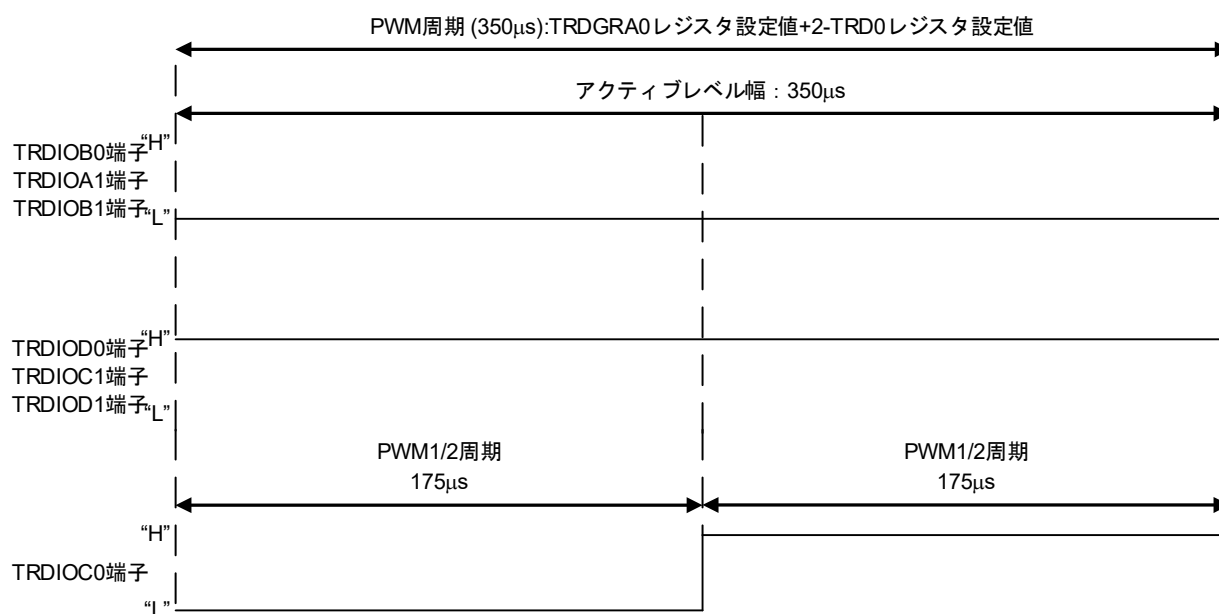 PWM周期 (350μs):TRDGRA0レジスタ設定値+2-TRD0レジスタ設定値
アクティブレベル幅：350μs
“H”
TRDIOB0端子
TRDIOA1端子
TRDIOB1端子
“L”
“H”
TRDIOD0端子
TRDIOC1端子
TRDIOD1端子
“L”
PWM1/2周期 PWM1/2周期
175μs 175μs
“H”
TRDIOC0端子
“L”